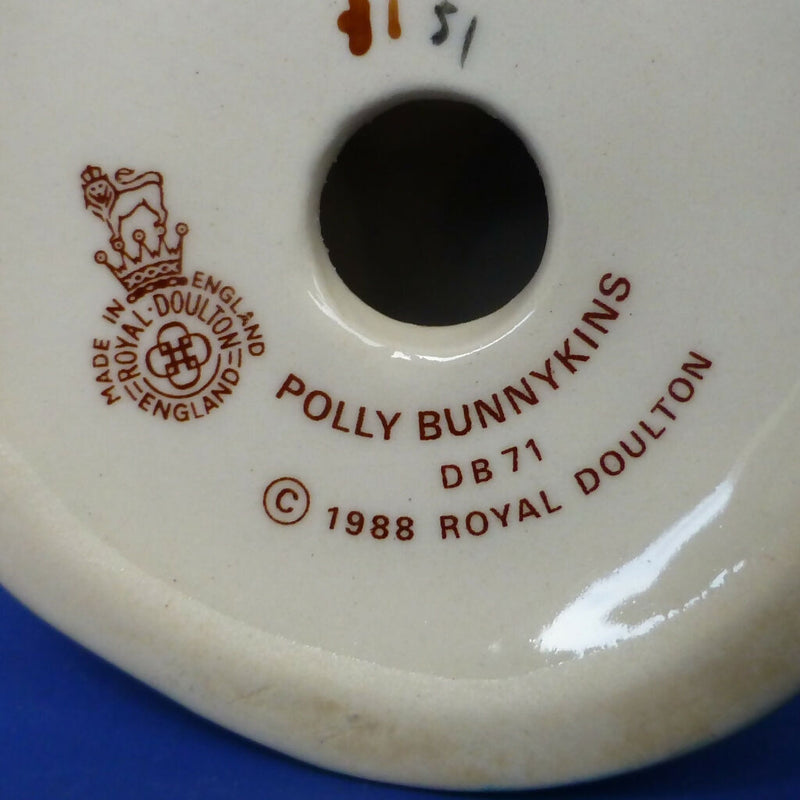 51
MADE IN ENGLAND
ROYAL·DOULTON
ENGLAND
POLLY BUNNYKINS
DB 71
© 1988 ROYAL DOULTON